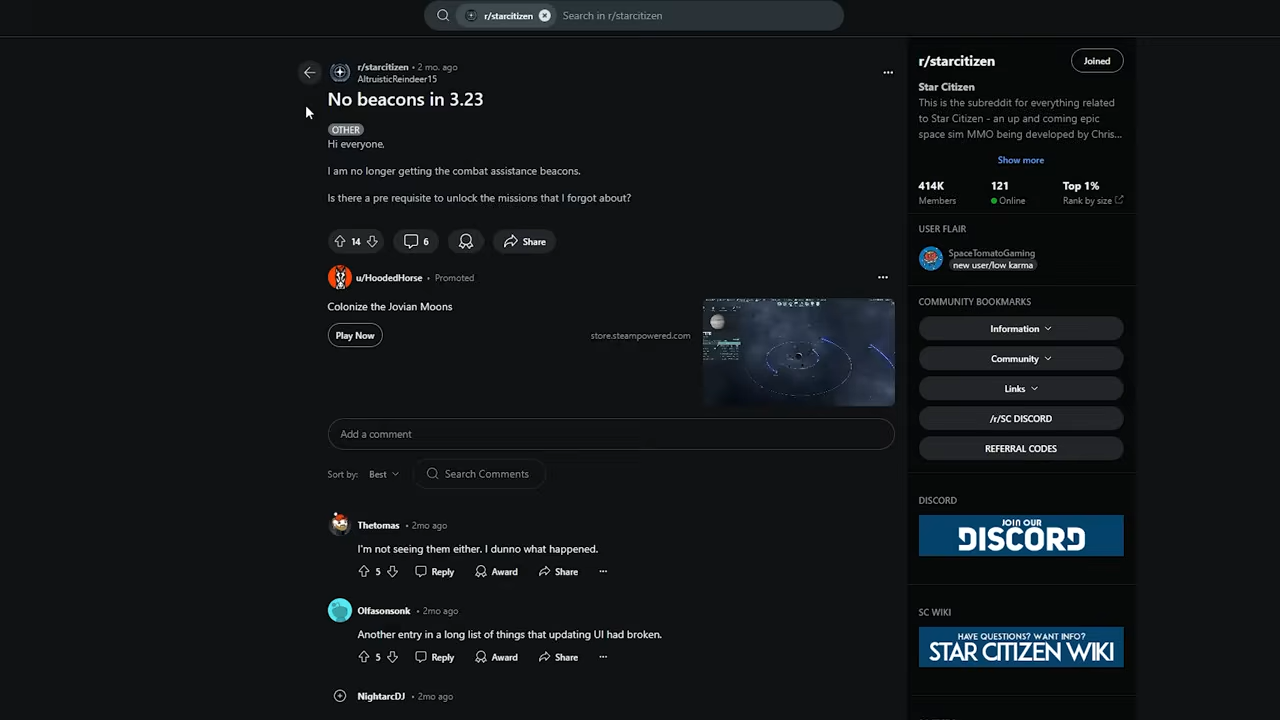 r/starcitizen
Search in r/starcitizen
r/starcitizen • 2 mo. ago
AltruisticReindeer15
No beacons in 3.23
OTHER
Hi everyone,
I am no longer getting the combat assistance beacons.
Is there a pre requisite to unlock the missions that I forgot about?
14
6
Share
u/HoodedHorse • Promoted
Colonize the Jovian Moons
Play Now
store.steampowered.com
Add a comment
Sort by: Best
Search Comments
Thetomas • 2mo ago
I'm not seeing them either. I dunno what happened.
5 Reply Award Share
Olfasonsonk • 2mo ago
Another entry in a long list of things that updating UI had broken.
5 Reply Award Share
NightarcDJ • 2mo ago
r/starcitizen
Joined
Star Citizen
This is the subreddit for everything related
to Star Citizen - an up and coming epic
space sim MMO being developed by Chris...
Show more
414K 121 Top 1%
Members Online Rank by size
USER FLAIR
SpaceTomatoGaming
new user/low karma
COMMUNITY BOOKMARKS
Information
Community
Links
/r/SC DISCORD
REFERRAL CODES
DISCORD
JOIN OUR
DISCORD
SC WIKI
HAVE QUESTIONS? WANT INFO?
STAR CITIZEN WIKI